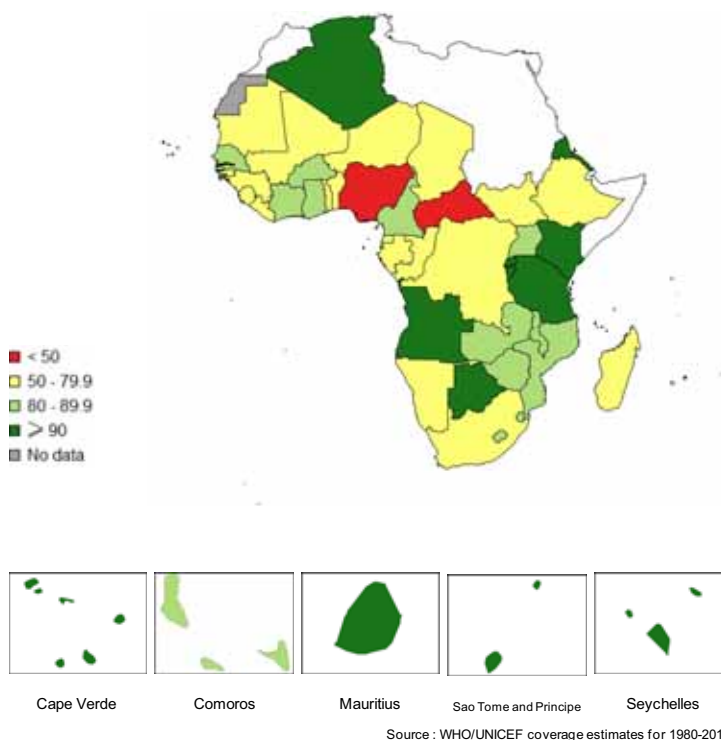 < 50
50 - 79.9
80 - 89.9
⩾ 90
No data
Cape Verde
Comoros
Mauritius
Sao Tome and Principe
Seychelles
Source : WHO/UNICEF coverage estimates for 1980-201